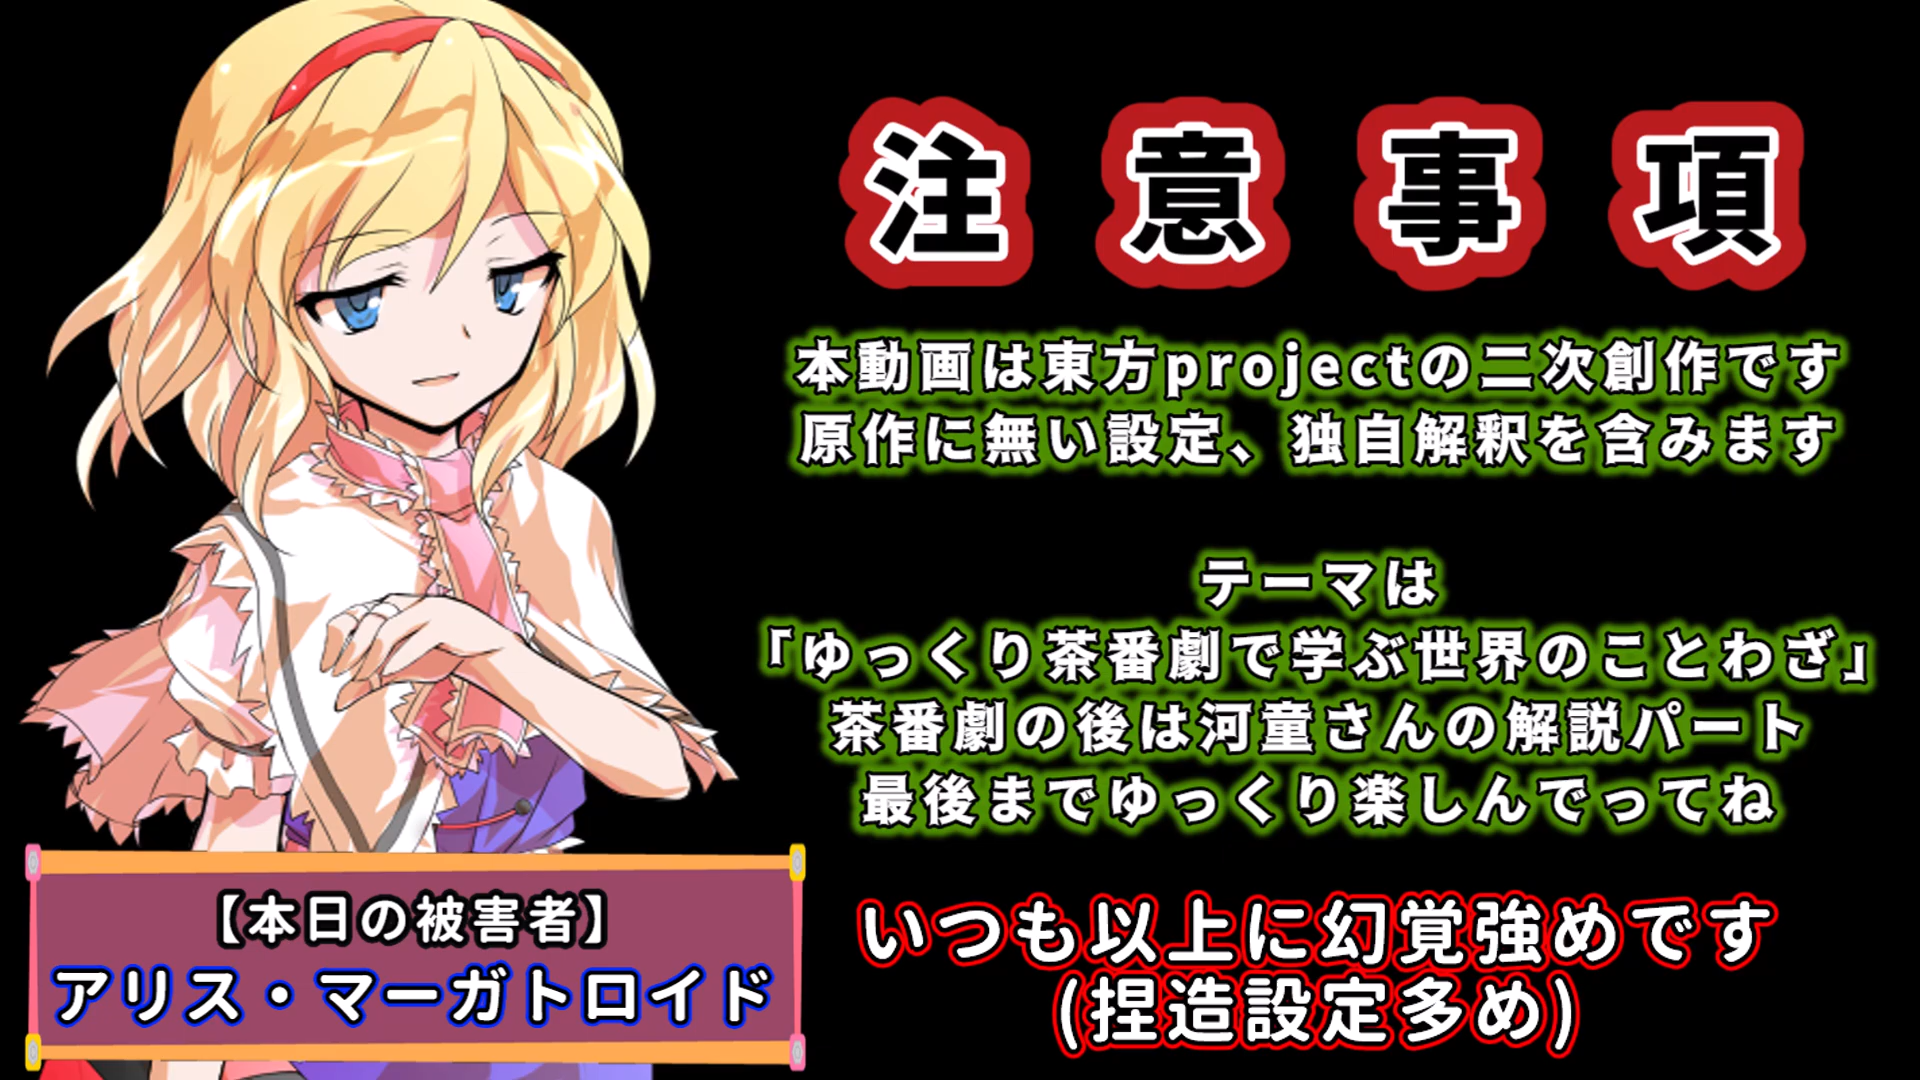 注意事項
本動画は東方projectの二次創作です
原作に無い設定、独自解釈を含みます
テーマは
「ゆっくり茶番劇で学ぶ世界のことわざ」
茶番劇の後は河童さんの解説パート
最後までゆっくり楽しんでってね
いつも以上に幻覚強めです
(捏造設定多め)
【本日の被害者】
アリス・マーガトロイド